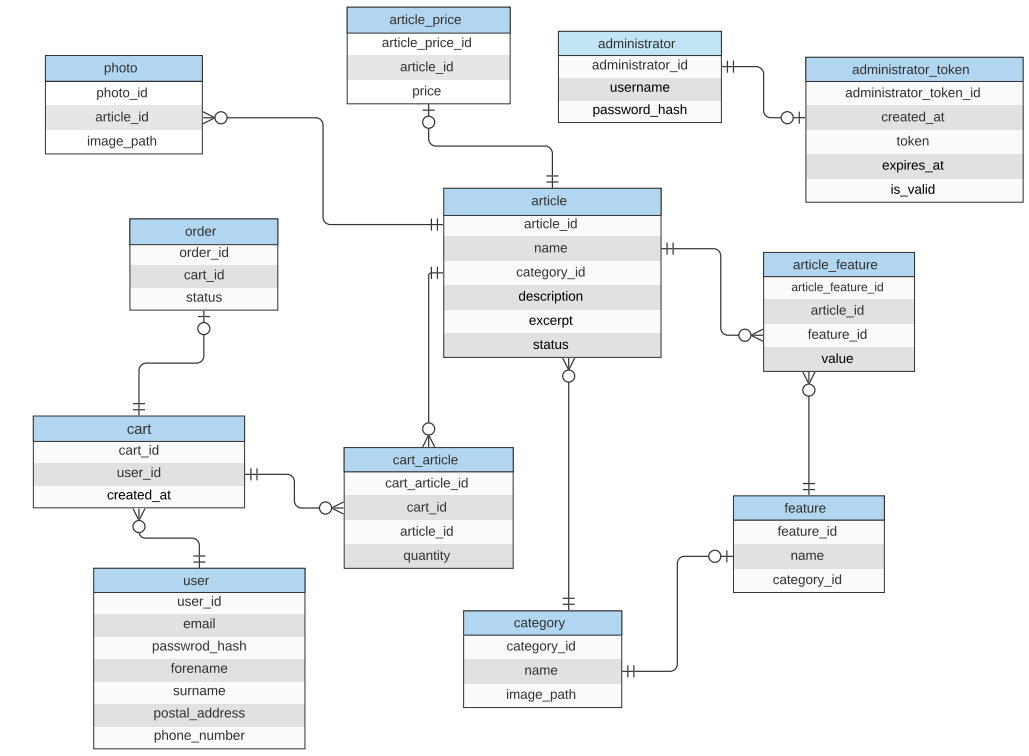 article_price
article_price_id
article_id
price
administrator
administrator_id
username
password_hash
photo
photo_id
article_id
image_path
administrator_token
administrator_token_id
created_at
token
expires_at
is_valid
article
article_id
name
category_id
description
excerpt
status
order
order_id
cart_id
status
article_feature
article_feature_id
article_id
feature_id
value
cart
cart_id
user_id
created_at
cart_article
cart_article_id
cart_id
article_id
quantity
feature
feature_id
name
category_id
user
user_id
email
passwrod_hash
forename
surname
postal_address
phone_number
category
category_id
name
image_path